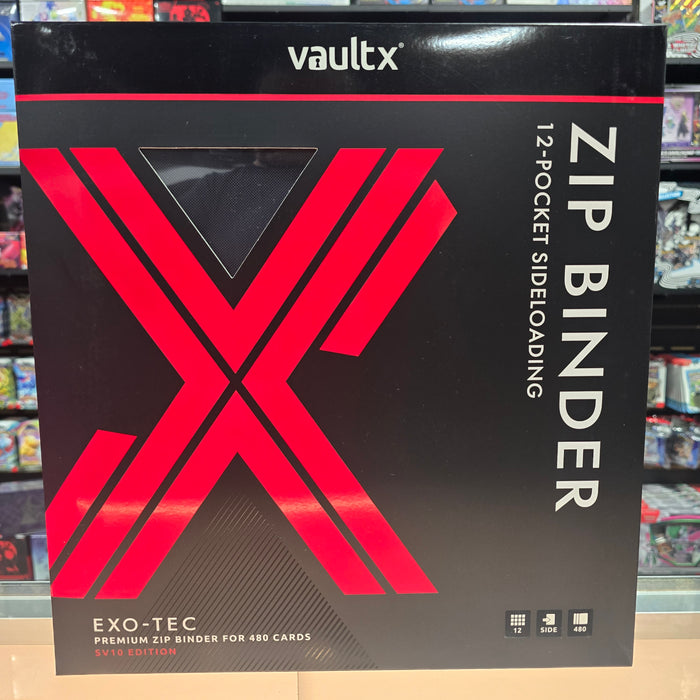 vaultx®
ZIP BINDER
12-POCKET SIDELOADING
EXO-TEC
PREMIUM ZIP BINDER FOR 480 CARDS
SV10 EDITION
12
SIDE
480